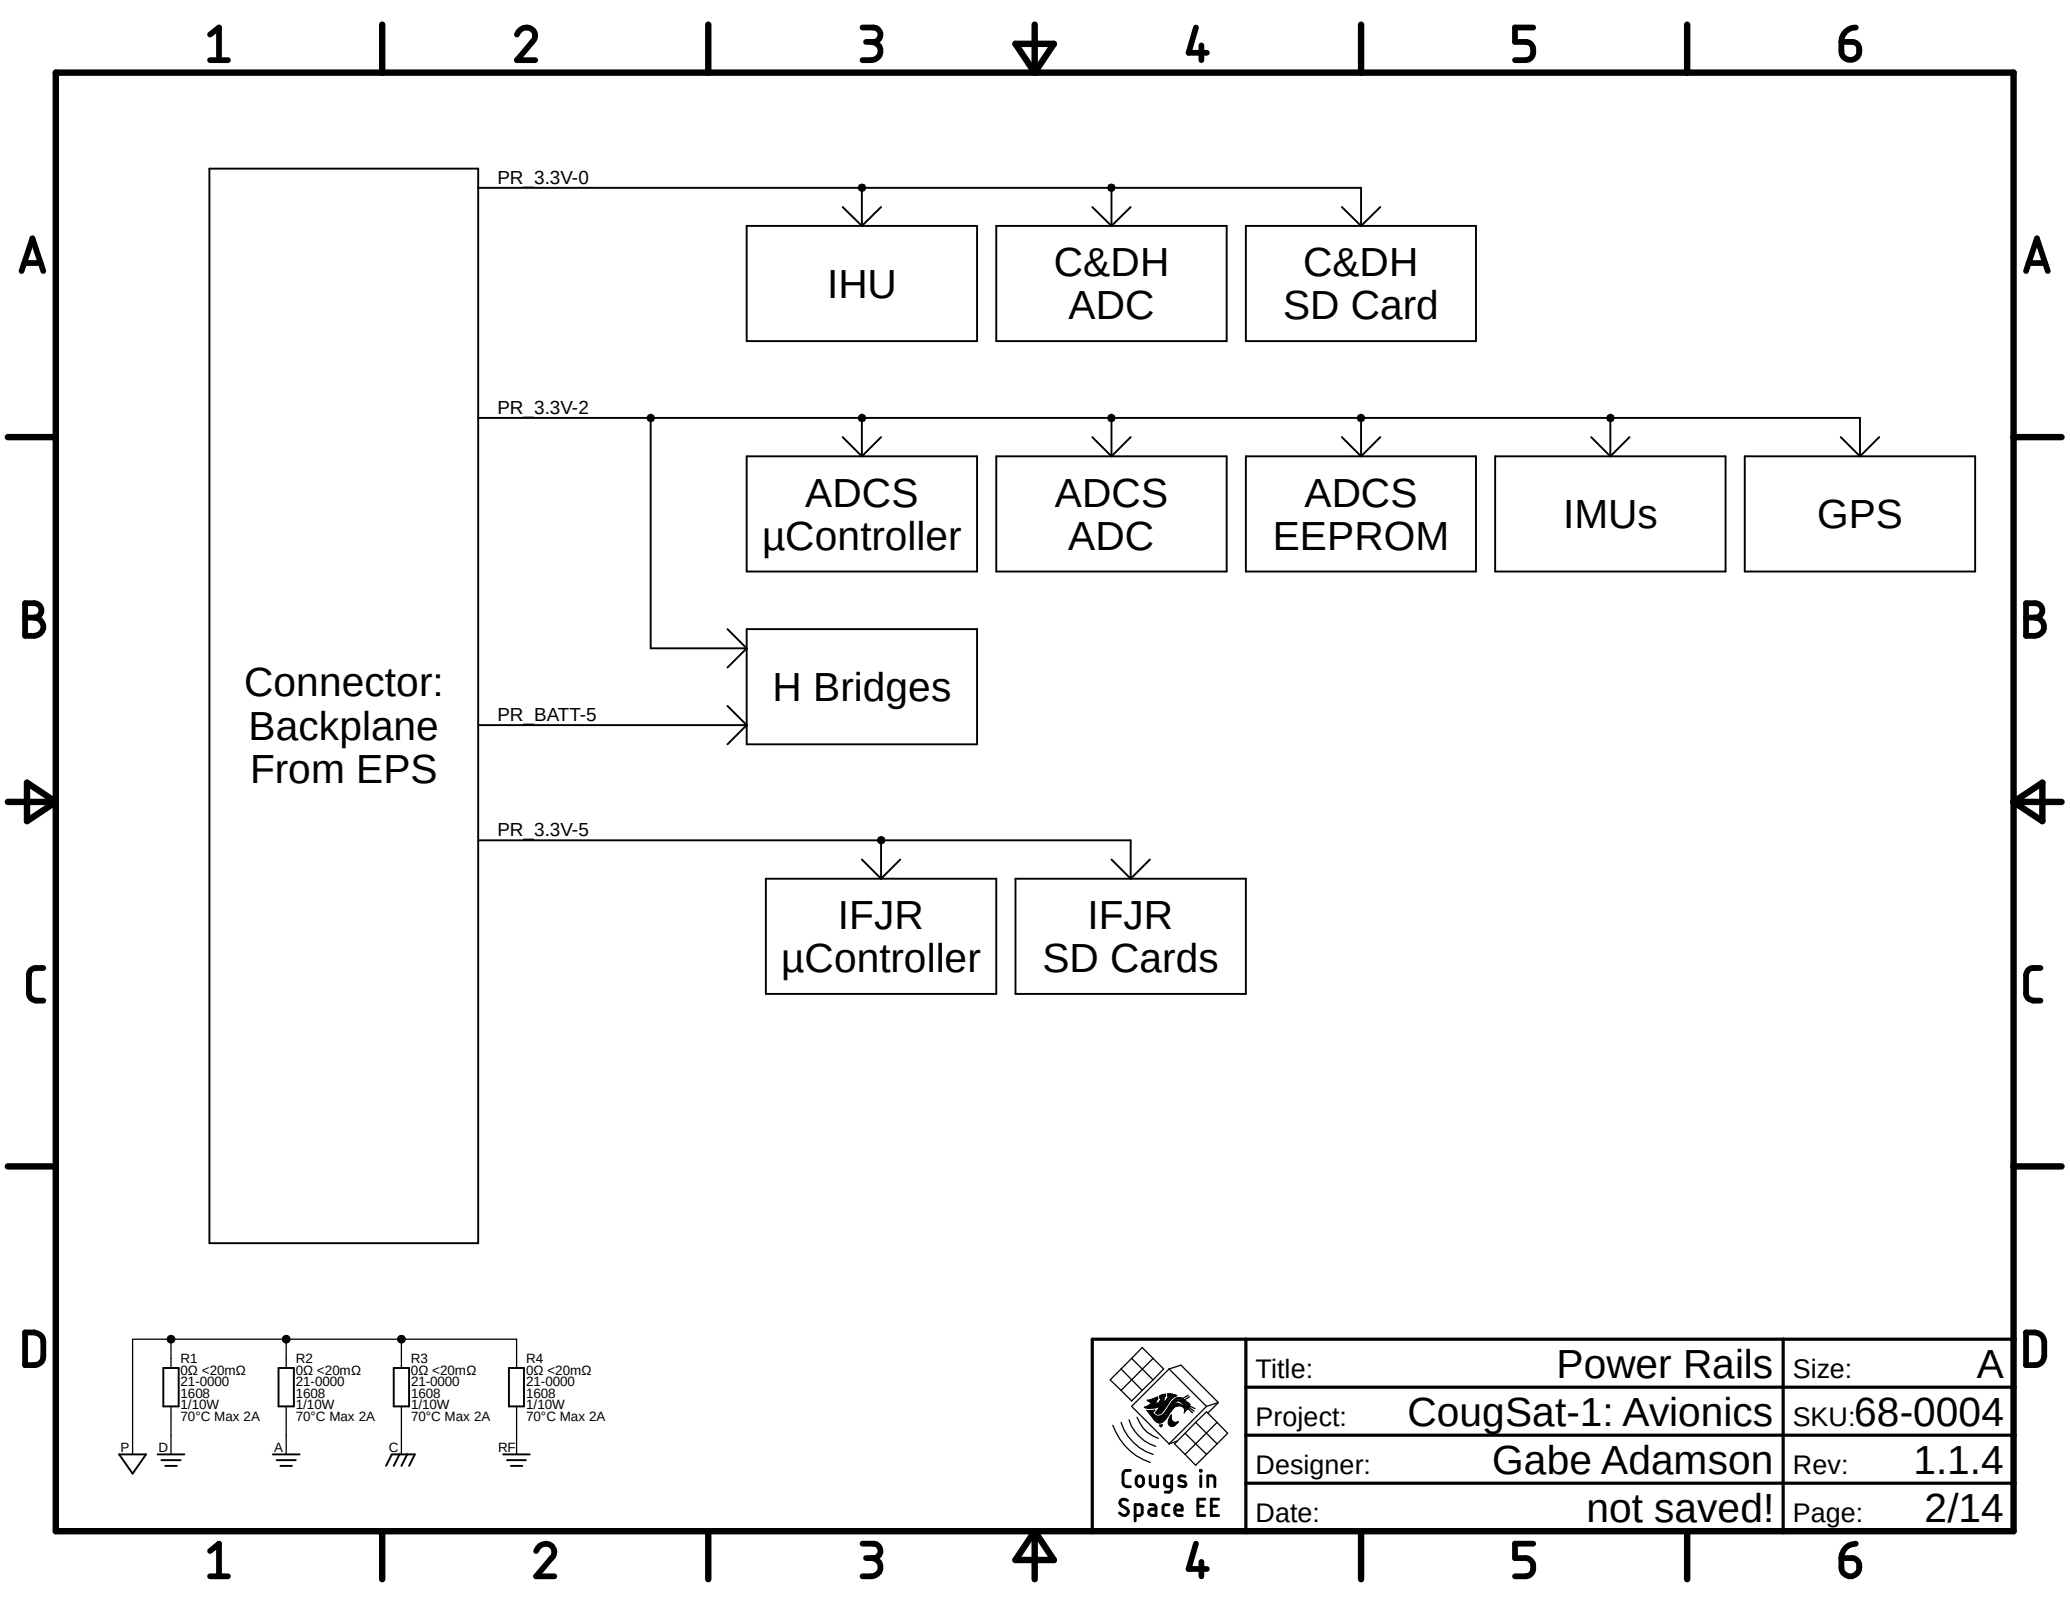 1 2 3 4 5 6
A A
B B
C C
D D
PR_3.3V-0
IHU
C&DH
ADC
C&DH
SD Card
PR_3.3V-2
ADCS
µController
ADCS
ADC
ADCS
EEPROM
IMUs
GPS
Connector:
Backplane
From EPS
H Bridges
PR_BATT-5
PR_3.3V-5
IFJR
µController
IFJR
SD Cards
R1
0Ω <20mΩ
21-0000
1608
1/10W
70°C Max 2A
R2
0Ω <20mΩ
21-0000
1608
1/10W
70°C Max 2A
R3
0Ω <20mΩ
21-0000
1608
1/10W
70°C Max 2A
R4
0Ω <20mΩ
21-0000
1608
1/10W
70°C Max 2A
P D A C RF
Cougs in
Space EE
Title: Power Rails Size: A
Project: CougSat-1: Avionics SKU:68-0004
Designer: Gabe Adamson Rev: 1.1.4
Date: not saved! Page: 2/14
1 2 3 4 5 6